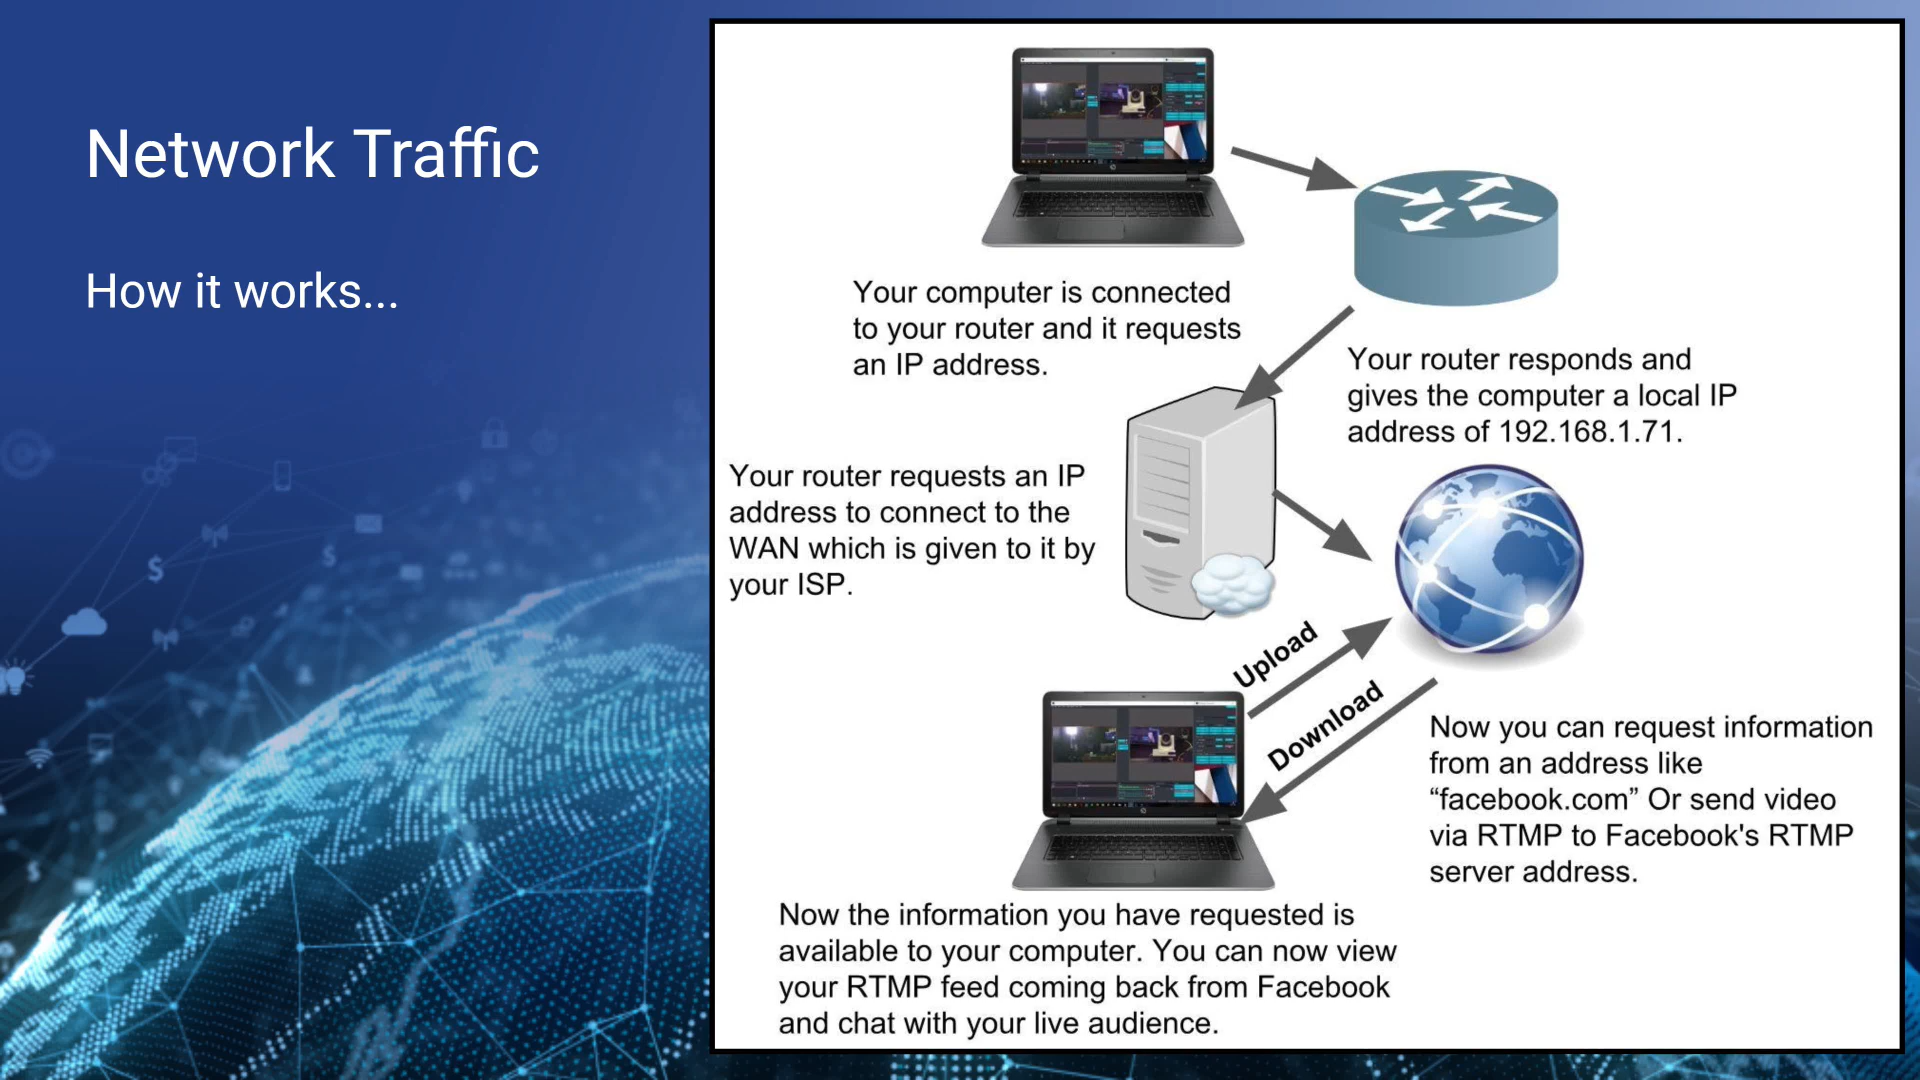 Network Traffic
How it works...
Your computer is connected
to your router and it requests
an IP address.
Your router responds and
gives the computer a local IP
address of 192.168.1.71.
Your router requests an IP
address to connect to the
WAN which is given to it by
your ISP.
Upload
Download
Now you can request information
from an address like
“facebook.com” Or send video
via RTMP to Facebook's RTMP
server address.
Now the information you have requested is
available to your computer. You can now view
your RTMP feed coming back from Facebook
and chat with your live audience.